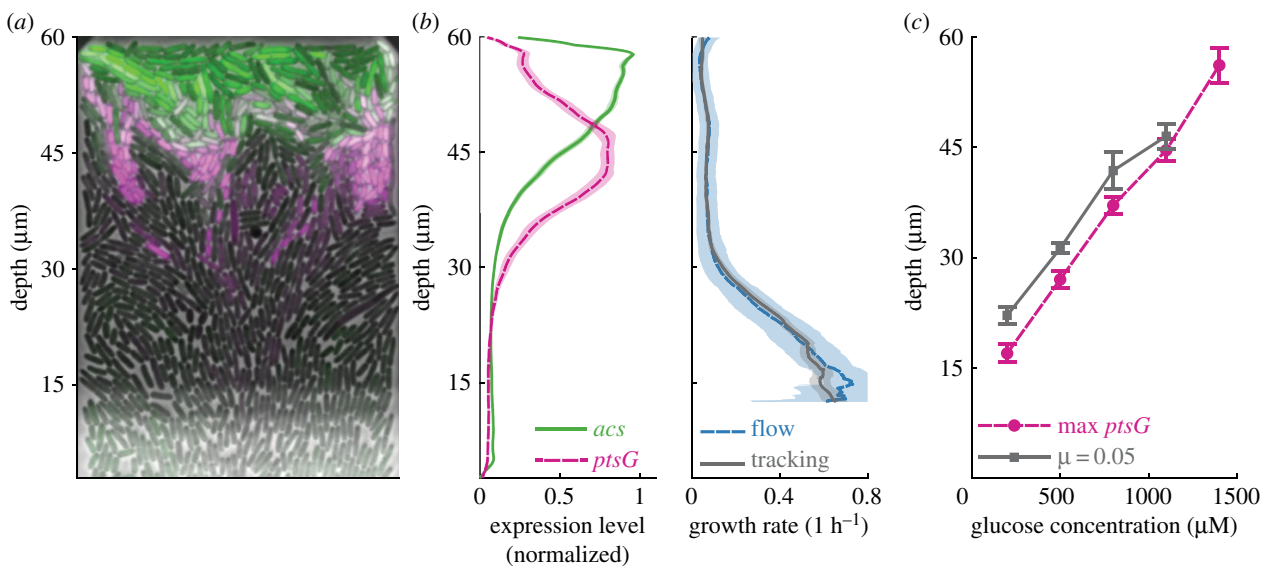 (a)
(b)
(c)
60
45
30
15
depth (μm)
60
45
30
15
depth (μm)
acs
ptsG
0
0.5
1
expression level
(normalized)
flow
tracking
0
0.4
0.8
growth rate (1 h⁻¹)
60
45
30
15
depth (μm)
max ptsG
μ = 0.05
0
500
1000
1500
glucose concentration (μM)